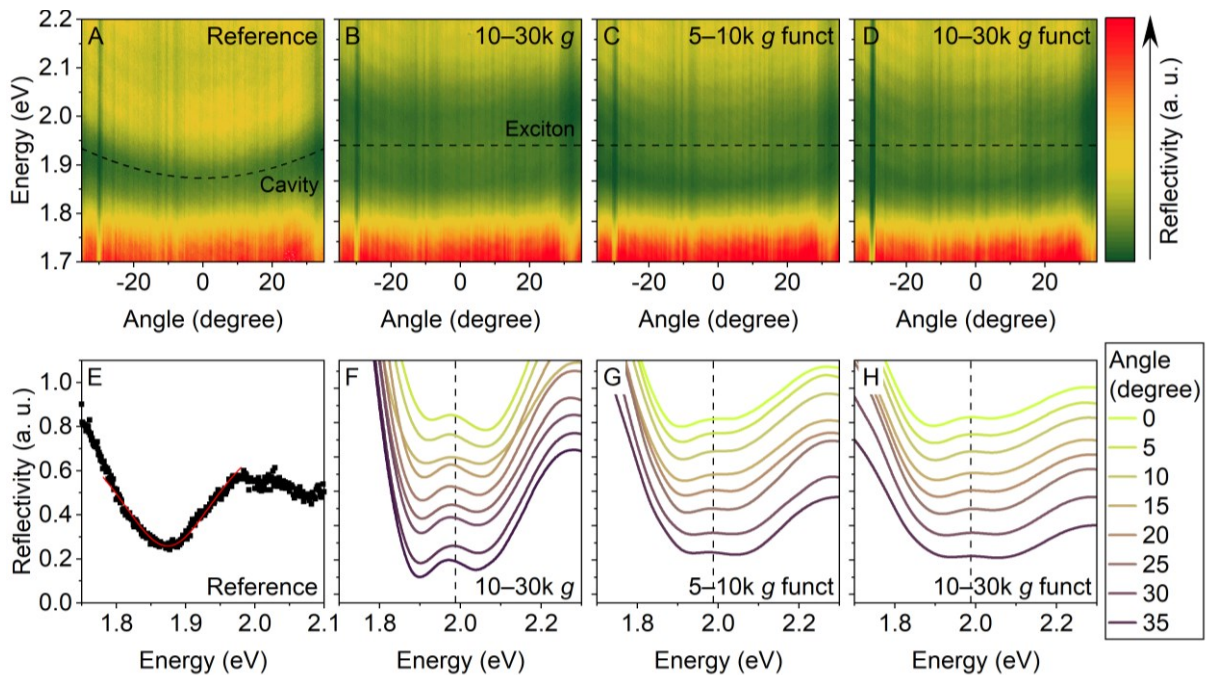 A Reference
B 10–30k g
C 5–10k g funct
D 10–30k g funct
Energy (eV)
2.2
2.1
2.0
1.9
1.8
1.7
Cavity
Exciton
-20 0 20
-20 0 20
-20 0 20
-20 0 20
Angle (degree)
Angle (degree)
Angle (degree)
Angle (degree)
Reflectivity (a. u.)
E
F
G
H
Reflectivity (a. u.)
1.0
0.8
0.6
0.4
0.2
0.0
Reference
10–30k g
5–10k g funct
10–30k g funct
1.8 1.9 2.0 2.1
1.8 2.0 2.2
1.8 2.0 2.2
1.8 2.0 2.2
Energy (eV)
Energy (eV)
Energy (eV)
Energy (eV)
Angle
(degree)
0
5
10
15
20
25
30
35